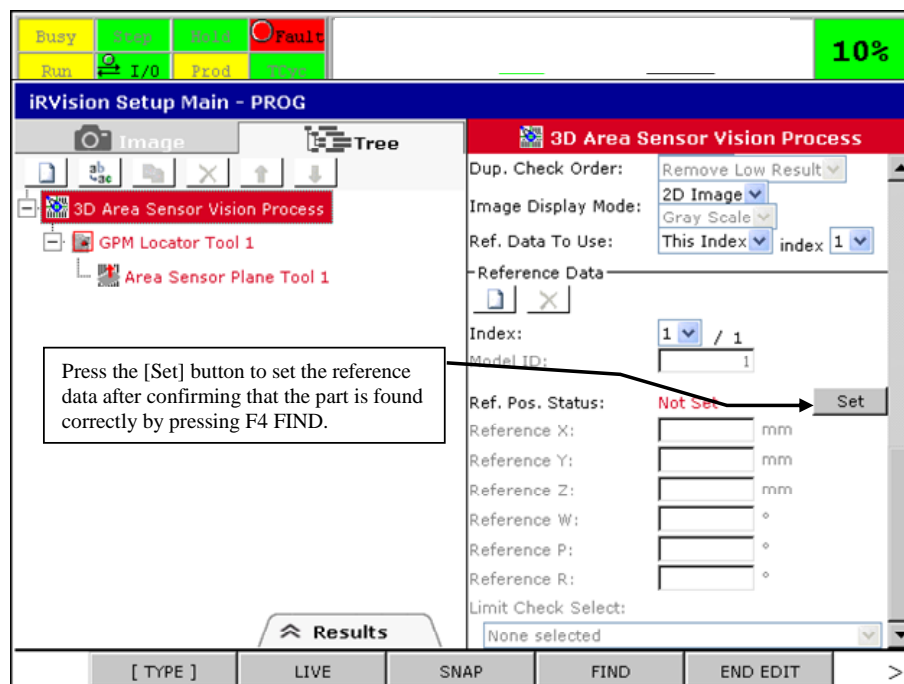 Busy Step Hold Fault
Run I/O Prod TCyc
10%
iRVision Setup Main - PROG
Image Tree
3D Area Sensor Vision Process
3D Area Sensor Vision Process
GPM Locator Tool 1
Area Sensor Plane Tool 1
Press the [Set] button to set the reference
data after confirming that the part is found
correctly by pressing F4 FIND.
Results
Dup. Check Order: Remove Low Result
Image Display Mode: 2D Image
Gray Scale
Ref. Data To Use: This Index index 1
Reference Data
Index: 1 / 1
Model ID: 1
Ref. Pos. Status: Not Set Set
Reference X: mm
Reference Y: mm
Reference Z: mm
Reference W: °
Reference P: °
Reference R: °
Limit Check Select:
None selected
[ TYPE ] LIVE SNAP FIND END EDIT >